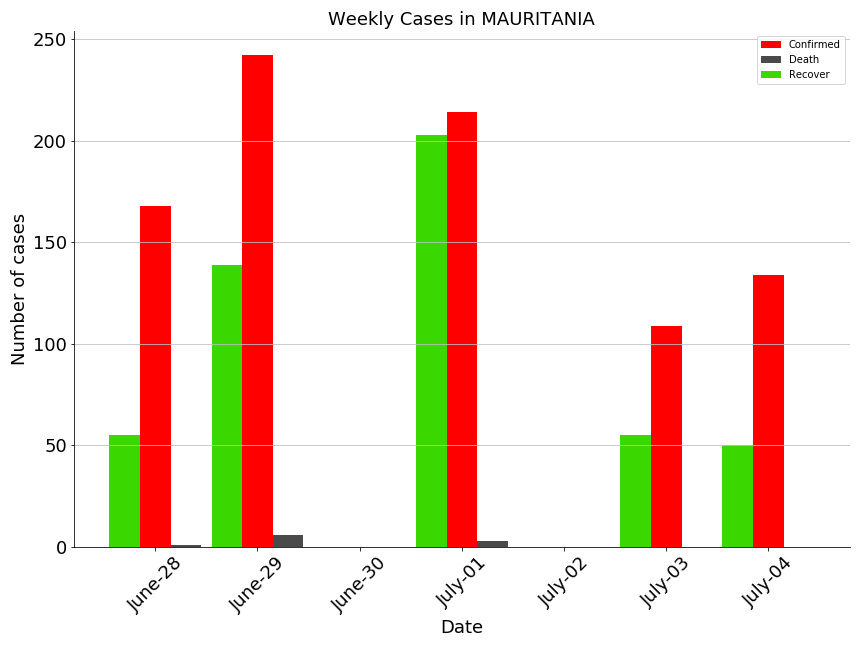 Weekly Cases in MAURITANIA
Confirmed
Death
Recover
Number of cases
250
200
150
100
50
0
June-28
June-29
June-30
July-01
July-02
July-03
July-04
Date